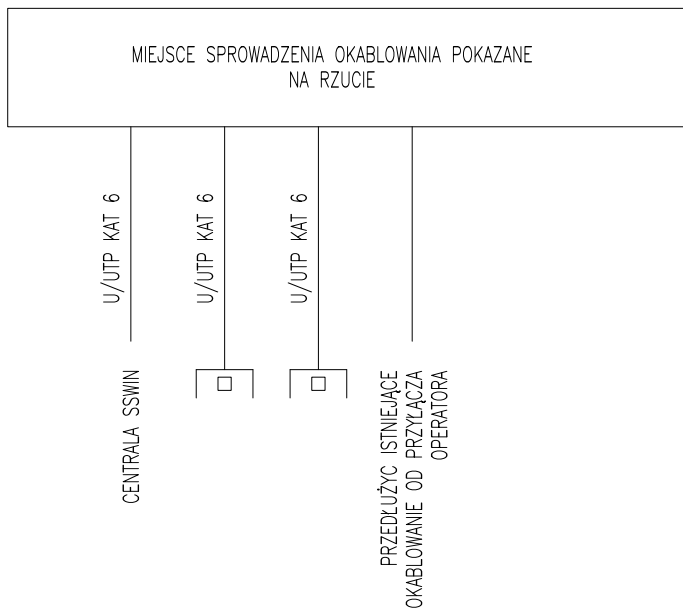 MIEJSCE SPROWADZENIA OKABLOWANIA POKAZANE
NA RZUCIE
U/UTP KAT 6
U/UTP KAT 6
U/UTP KAT 6
CENTRALA SSWIN
PRZEDŁUŻYC ISTNIEJĄCE
OKABLOWANIE OD PRZYŁĄCZA
OPERATORA